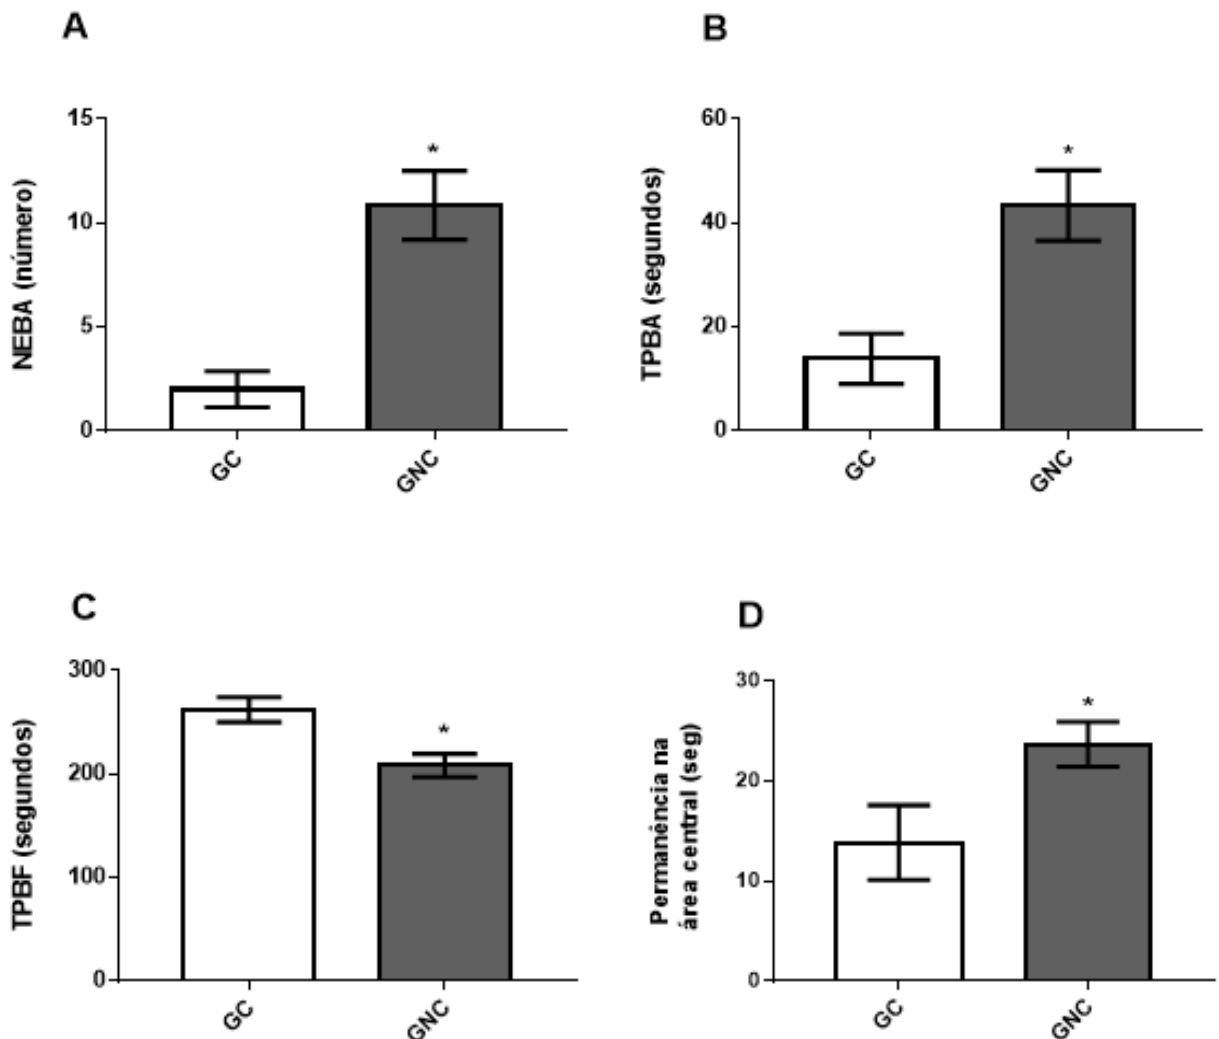 A
B
15
10
5
0
NEBA (número)
*
GC
GNC
60
40
20
0
TPBA (segundos)
*
GC
GNC
C
D
300
200
100
0
TPBF (segundos)
*
GC
GNC
30
20
10
0
Permanência na
área central (seg)
*
GC
GNC